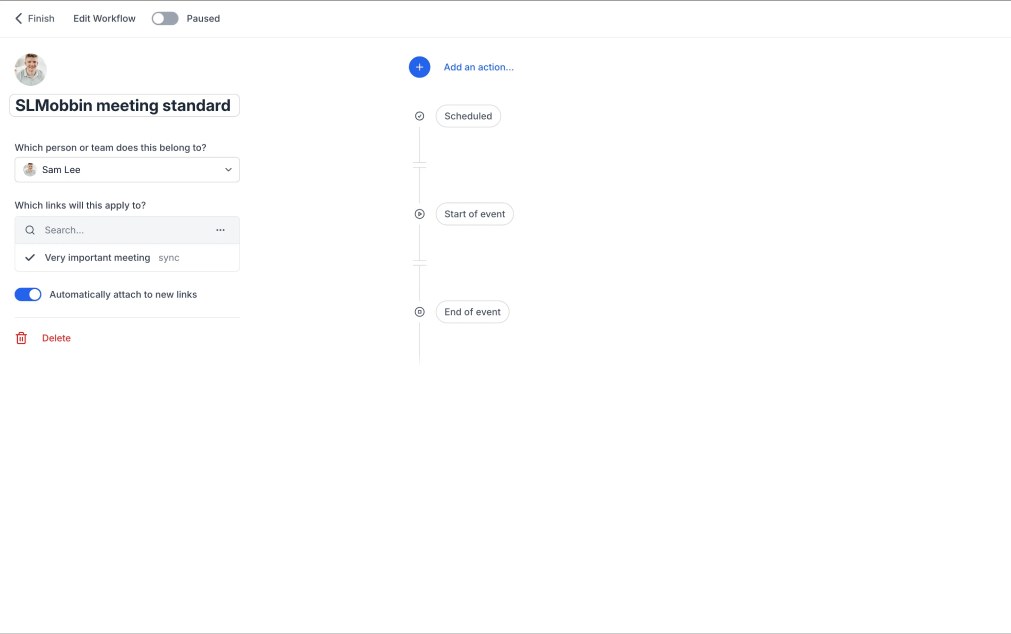 Finish Edit Workflow Paused
SLMobbin meeting standard
Which person or team does this belong to?
Sam Lee
Which links will this apply to?
Search...
Very important meeting sync
Automatically attach to new links
Delete
Add an action...
Scheduled
Start of event
End of event